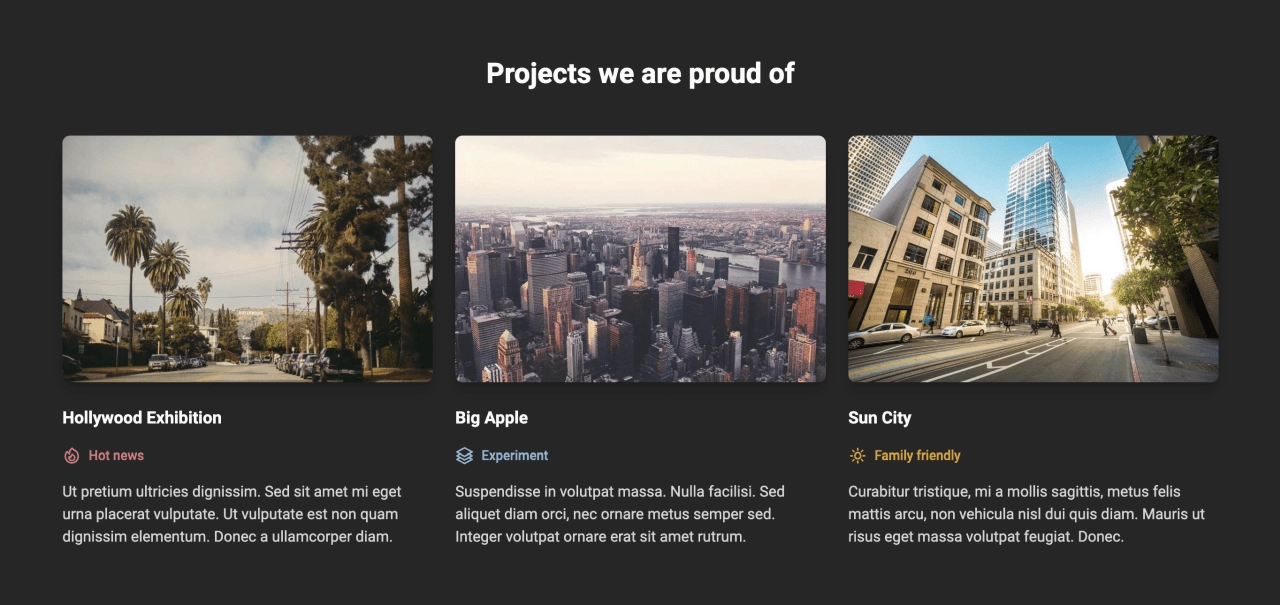 Projects we are proud of
Hollywood Exhibition
Hot news
Ut pretium ultricies dignissim. Sed sit amet mi eget
urna placerat vulputate. Ut vulputate est non quam
dignissim elementum. Donec a ullamcorper diam.
Big Apple
Experiment
Suspendisse in volutpat massa. Nulla facilisi. Sed
aliquet diam orci, nec ornare metus semper sed.
Integer volutpat ornare erat sit amet rutrum.
Sun City
Family friendly
Curabitur tristique, mi a mollis sagittis, metus felis
mattis arcu, non vehicula nisl dui quis diam. Mauris ut
risus eget massa volutpat feugiat. Donec.